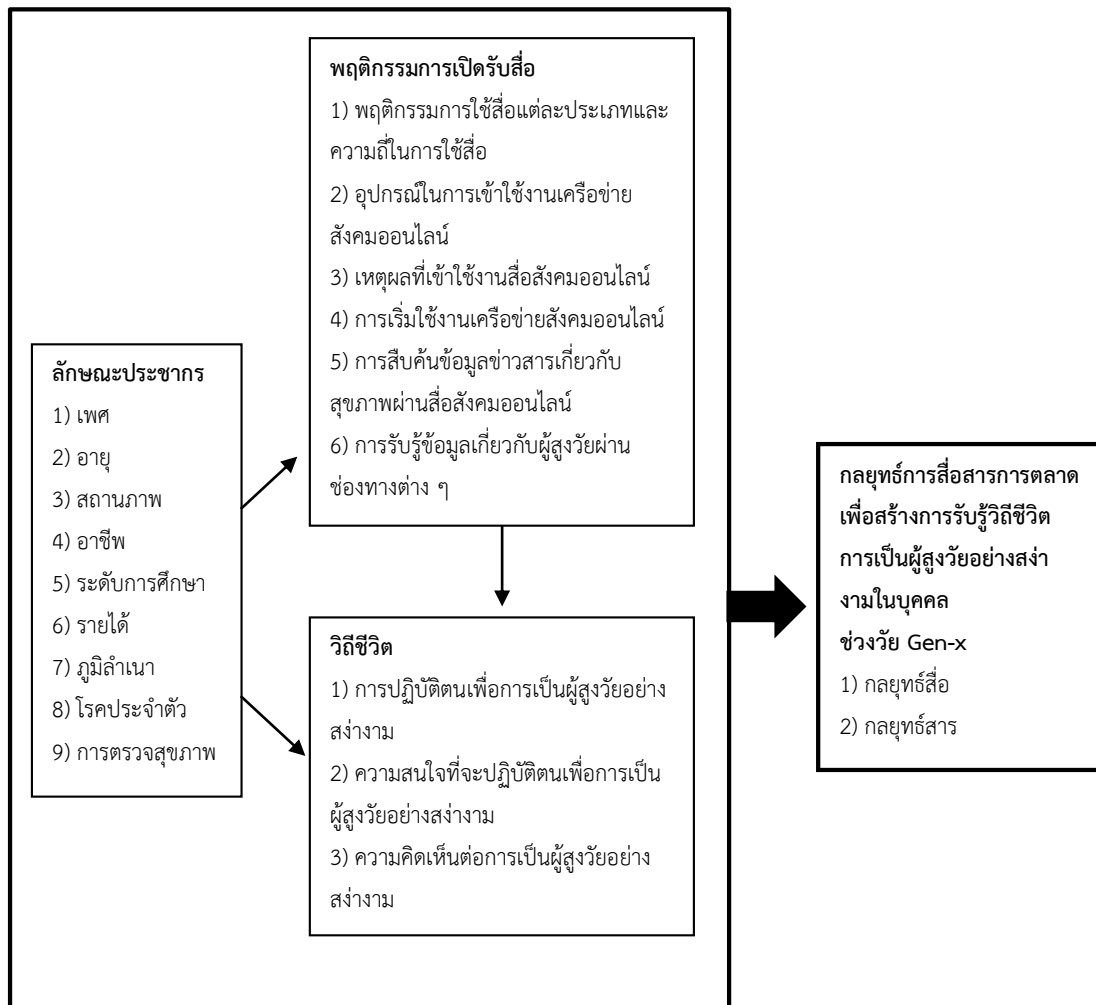 พฤติกรรมการเปิดรับสื่อ
1) พฤติกรรมการใช้สื่อแต่ละประเภทและ
ความถี่ในการใช้สื่อ
2) อุปกรณ์ในการเข้าใช้งานเครือข่าย
สังคมออนไลน์
3) เหตุผลที่เข้าใช้งานสื่อสังคมออนไลน์
4) การเริ่มใช้งานเครือข่ายสังคมออนไลน์
5) การสืบค้นข้อมูลข่าวสารเกี่ยวกับ
สุขภาพผ่านสื่อสังคมออนไลน์
6) การรับรู้ข้อมูลเกี่ยวกับผู้สูงวัยผ่าน
ช่องทางต่าง ๆ
ลักษณะประชากร
1) เพศ
2) อายุ
3) สถานภาพ
4) อาชีพ
5) ระดับการศึกษา
6) รายได้
7) ภูมิลำเนา
8) โรคประจำตัว
9) การตรวจสุขภาพ
วิถีชีวิต
1) การปฏิบัติตนเพื่อการเป็นผู้สูงวัยอย่าง
สง่างาม
2) ความสนใจที่จะปฏิบัติตนเพื่อการเป็น
ผู้สูงวัยอย่างสง่างาม
3) ความคิดเห็นต่อการเป็นผู้สูงวัยอย่าง
สง่างาม
กลยุทธ์การสื่อสารการตลาด
เพื่อสร้างการรับรู้วิถีชีวิต
การเป็นผู้สูงวัยอย่างสง่า
งามในบุคคล
ช่วงวัย Gen-x
1) กลยุทธ์สื่อ
2) กลยุทธ์สาร